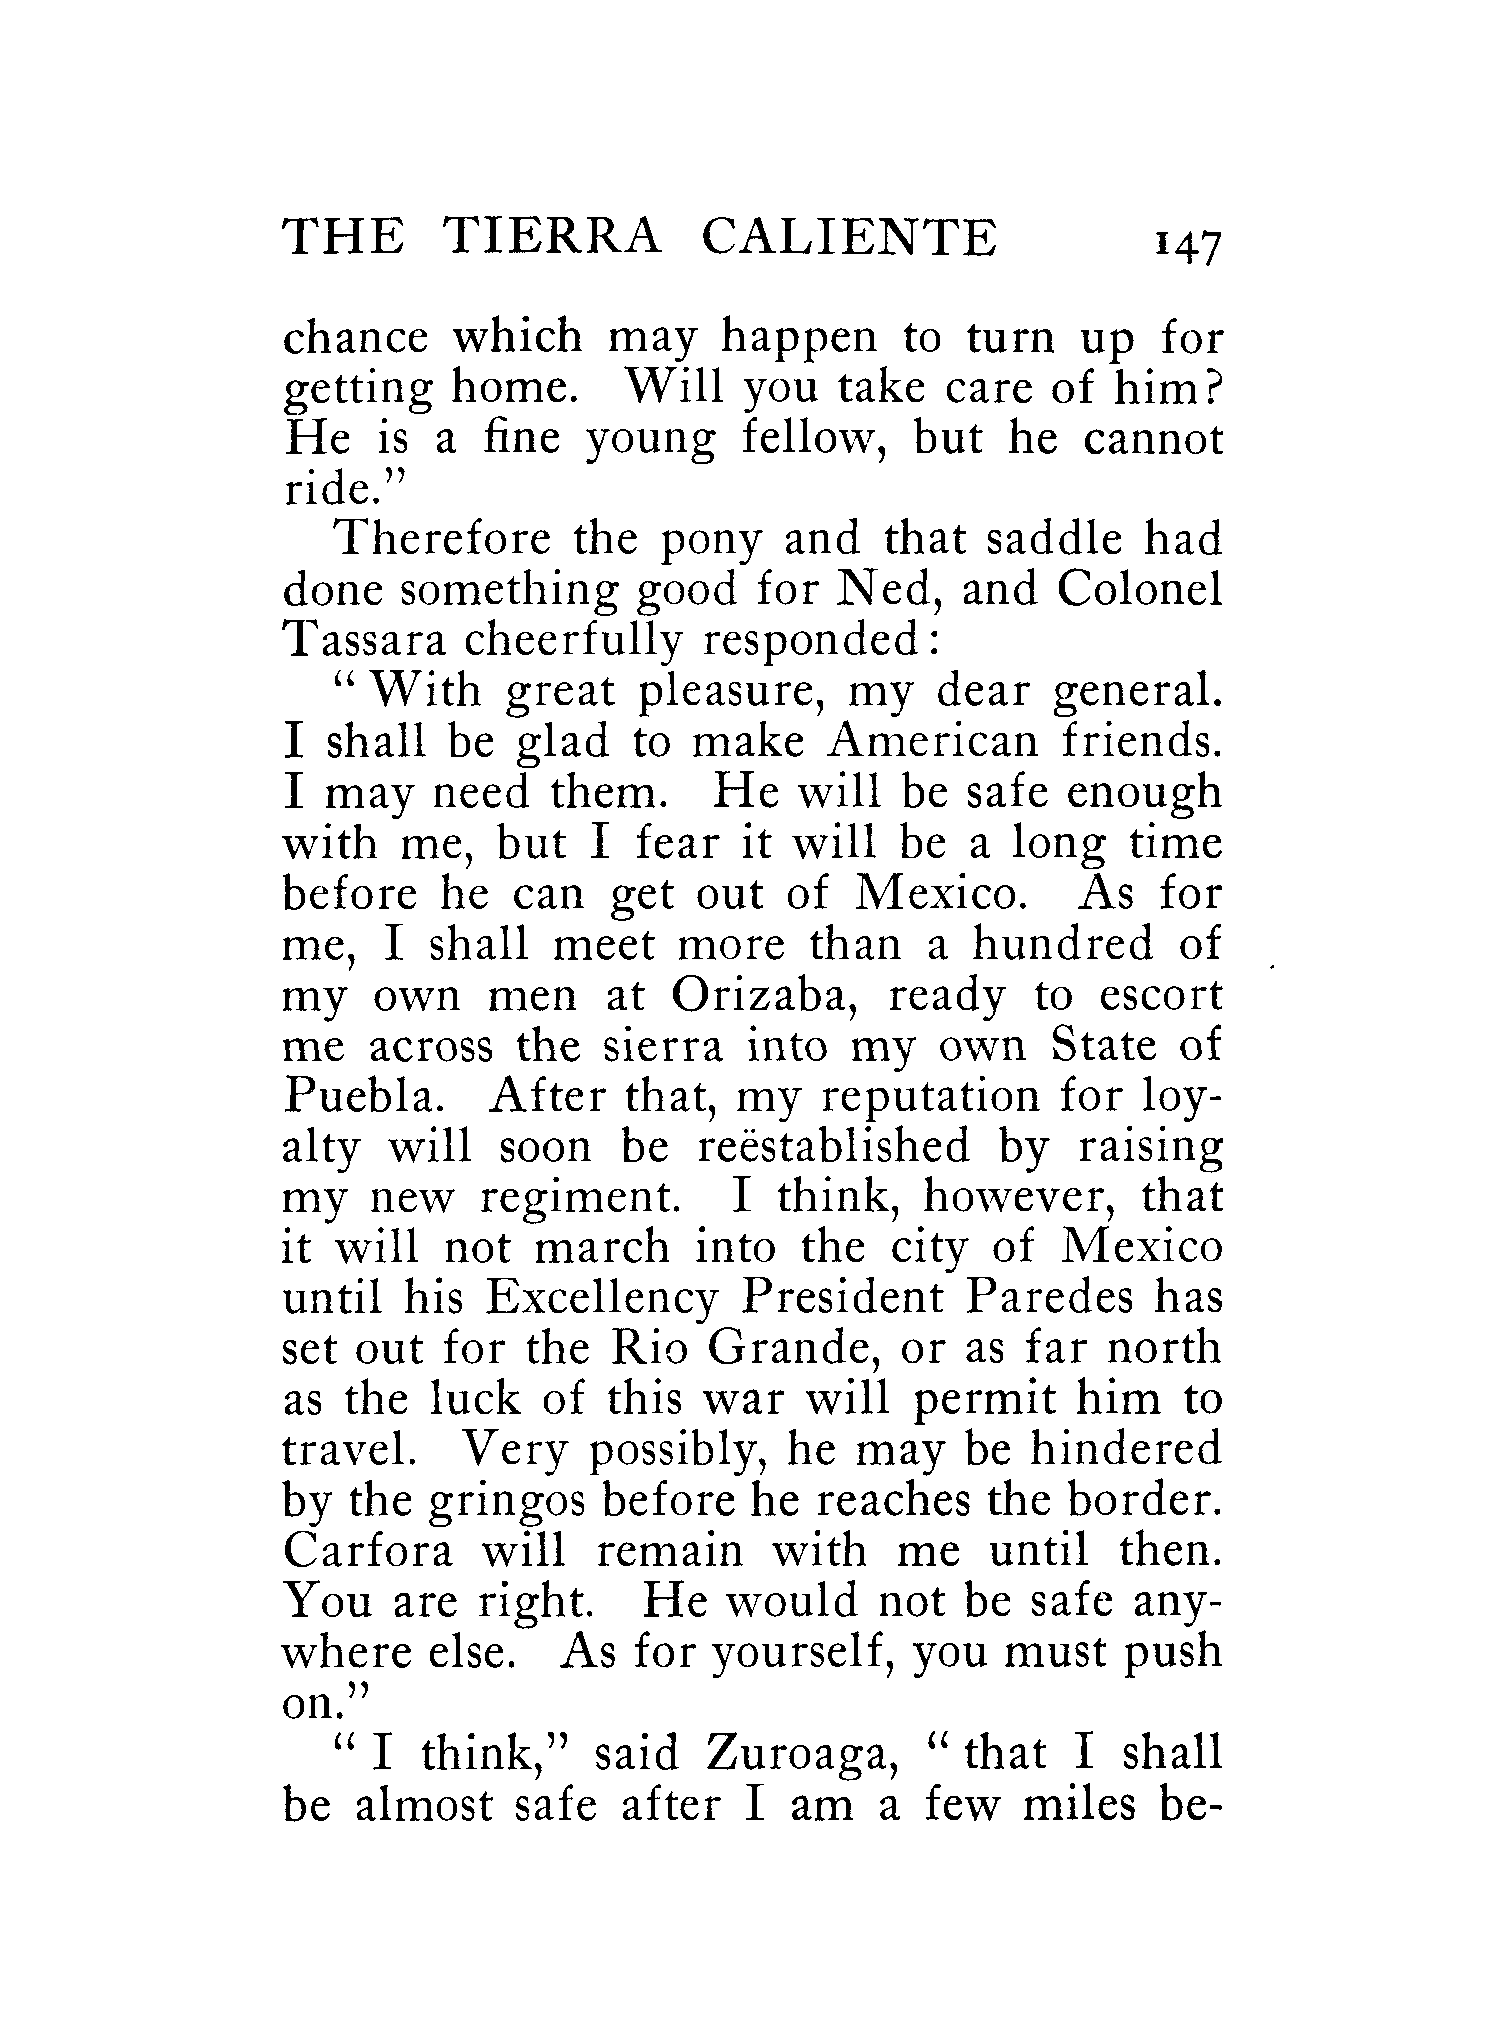 THE TIERRA CALIENTE 147
chance which may happen to turn up for
getting home. Will you take care of him?
He is a fine young fellow, but he cannot
ride.”
Therefore the pony and that saddle had
done something good for Ned, and Colonel
Tassara cheerfully responded :
“ With great pleasure, my dear general.
I shall be glad to make American friends.
I may need them. He will be safe enough
with me, but I fear it will be a long time
before he can get out of Mexico. As for
me, I shall meet more than a hundred of
my own men at Orizaba, ready to escort
me across the sierra into my own State of
Puebla. After that, my reputation for loy-
alty will soon be reëstablished by raising
my new regiment. I think, however, that
it will not march into the city of Mexico
until his Excellency President Paredes has
set out for the Rio Grande, or as far north
as the luck of this war will permit him to
travel. Very possibly, he may be hindered
by the gringos before he reaches the border.
Carfora will remain with me until then.
You are right. He would not be safe any-
where else. As for yourself, you must push
on.”
“ I think,” said Zuroaga, “ that I shall
be almost safe after I am a few miles be-